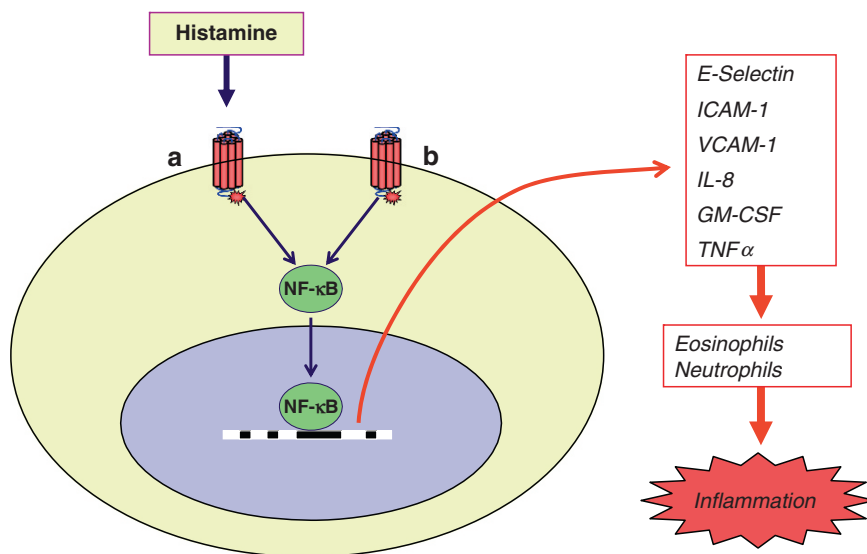 Histamine
a
b
NF-κB
NF-κB
E-Selectin
ICAM-1
VCAM-1
IL-8
GM-CSF
TNFα
Eosinophils
Neutrophils
Inflammation